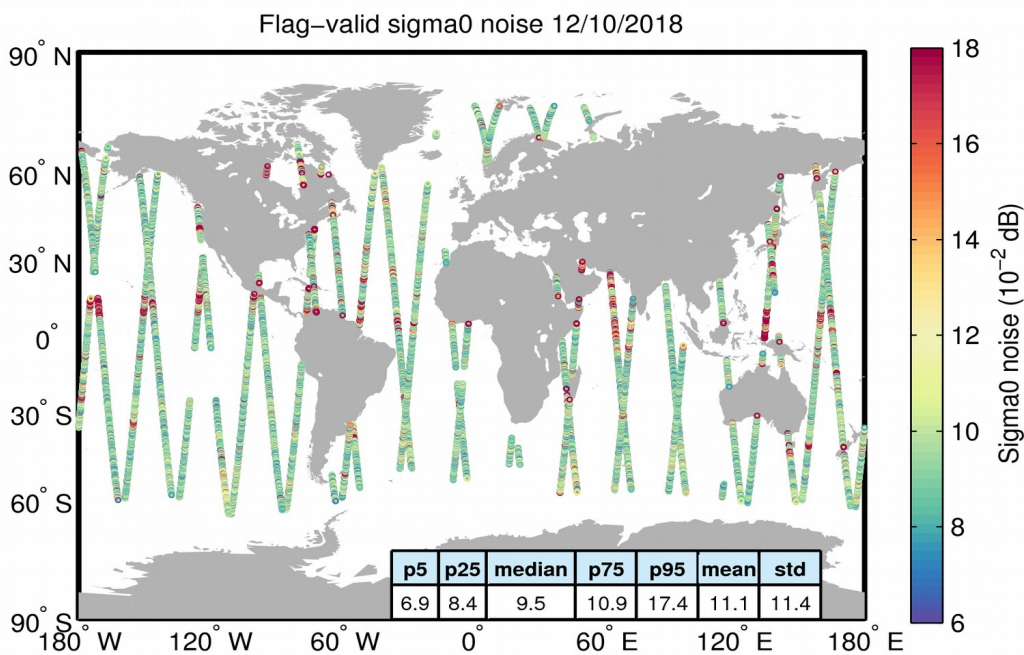 Flag−valid sigma0 noise 12/10/2018
90° N
60° N
30° N
0°
30° S
60° S
90° S
180° W
120° W
60° W
0°
60° E
120° E
180° E
p5 p25 median p75 p95 mean std
6.9 8.4 9.5 10.9 17.4 11.1 11.4
18
16
14
12
10
8
6
Sigma0 noise (10⁻² dB)